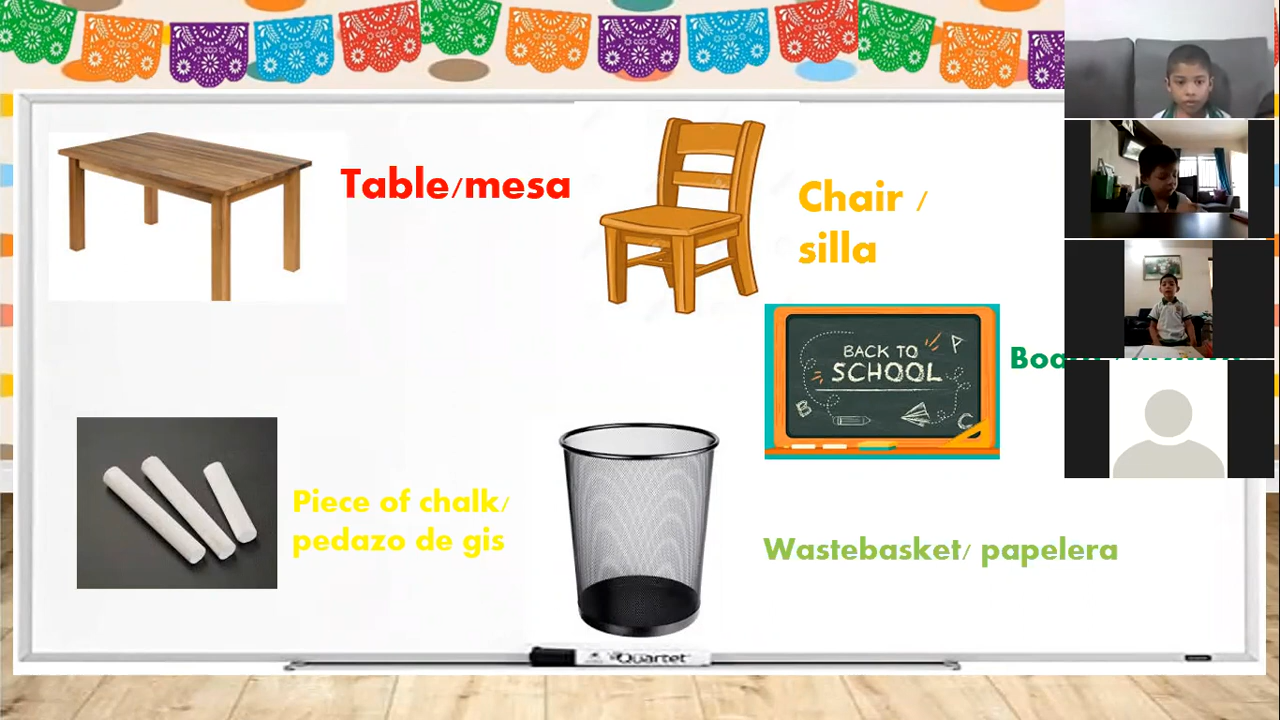 Table/mesa
Chair /
silla
BACK TO
SCHOOL
P
B
C
Piece of chalk/
pedazo de gis
Wastebasket/ papelera
Quartet